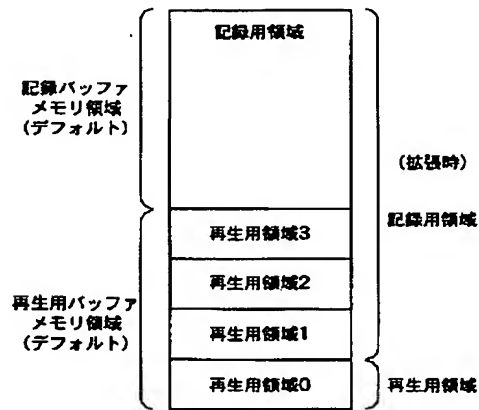 記録用領域
記録バッファ
メモリ領域
(デフォルト)
(拡張時)
記録用領域
再生用領域3
再生用領域2
再生用バッファ
メモリ領域
(デフォルト)
再生用領域1
再生用領域0
再生用領域